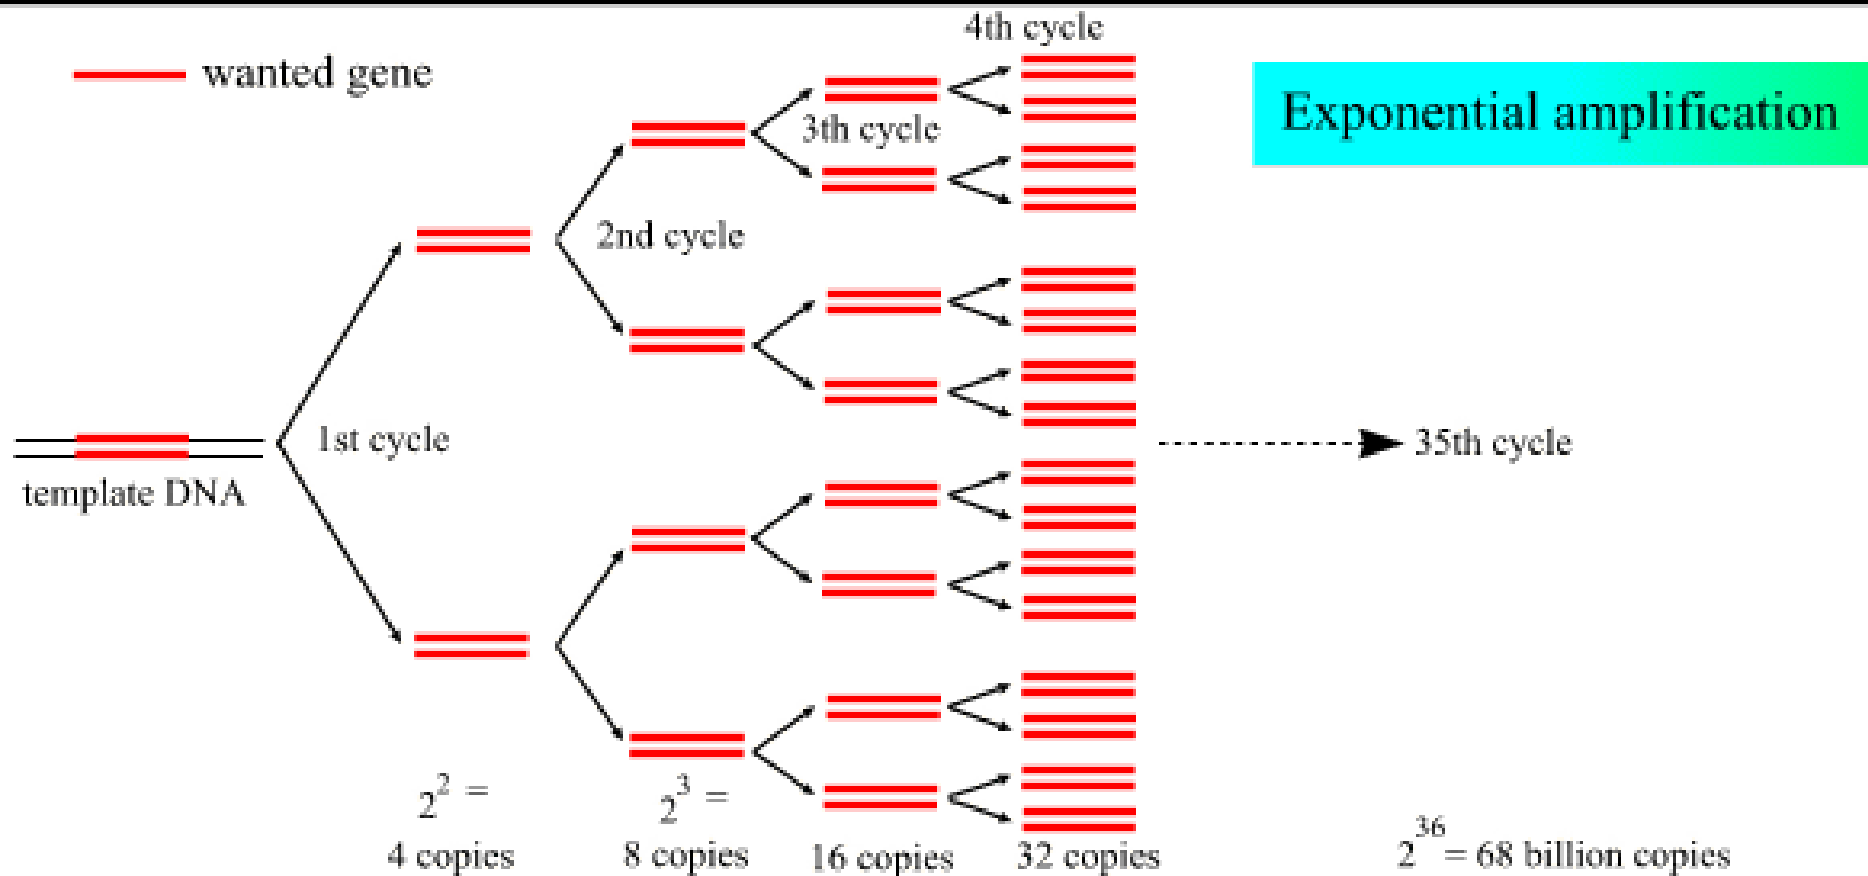 4th cycle
wanted gene
Exponential amplification
3th cycle
2nd cycle
1st cycle
35th cycle
template DNA
2² =
4 copies
2³ =
8 copies
16 copies
32 copies
2³⁶ = 68 billion copies